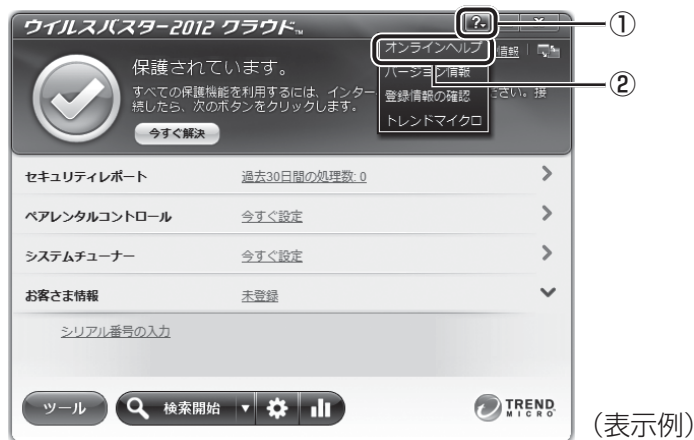 ウイルスバスター2012 クラウド™
?
×
①
オンラインヘルプ
情報
②
バージョン情報
登録情報の確認
トレンドマイクロ
保護されています。
すべての保護機能を利用するには、インター
ださい。接
続したら、次のボタンをクリックします。
今すぐ解決
セキュリティレポート 過去30日間の処理数: 0
ペアレンタルコントロール 今すぐ設定
システムチューナー 今すぐ設定
お客さま情報 未登録
シリアル番号の入力
ツール
検索開始
TREND
MICRO
（表示例）